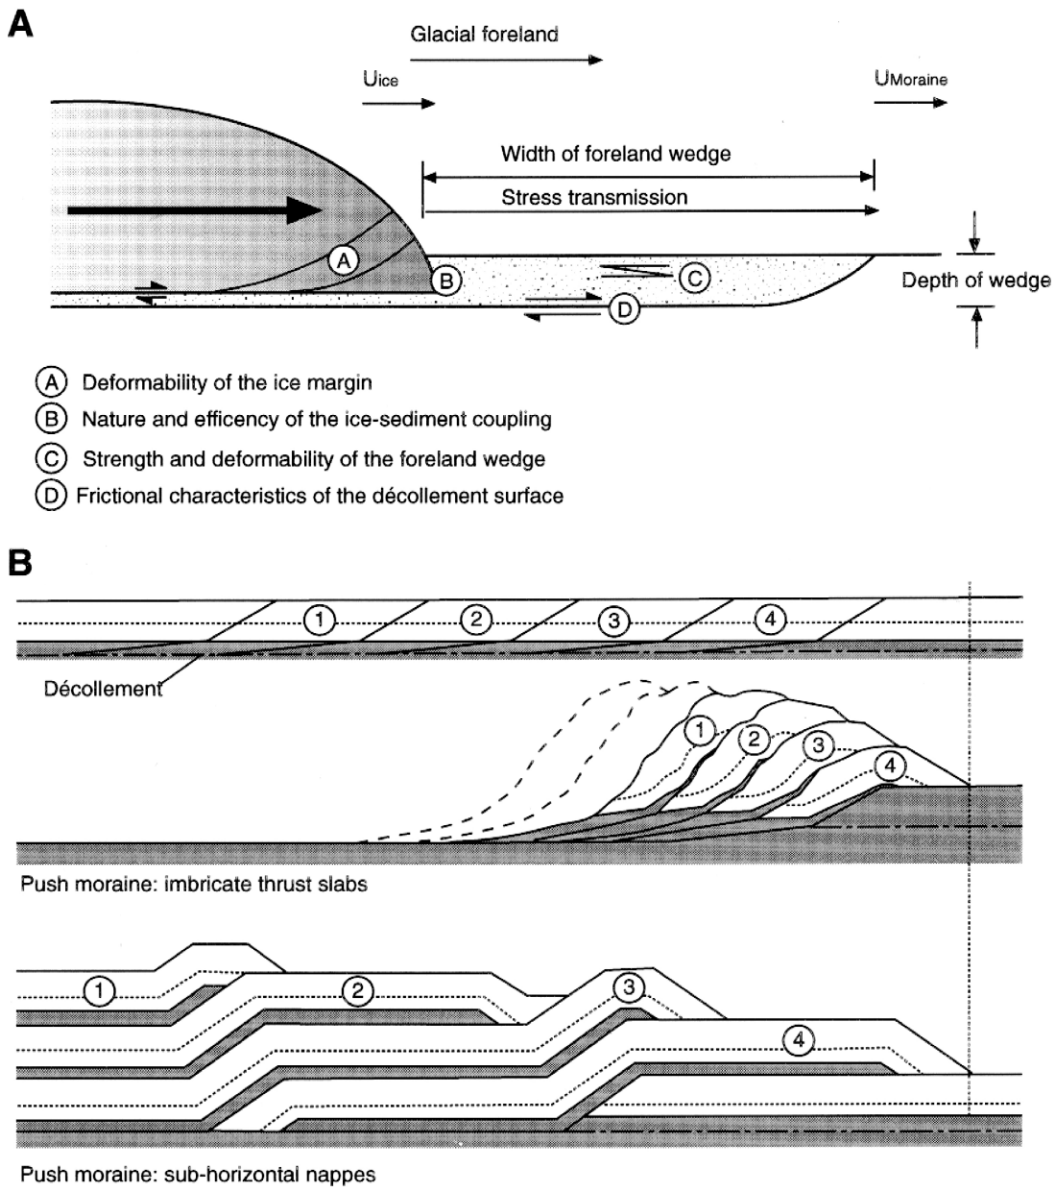 A
Glacial foreland
Uice
UMoraine
Width of foreland wedge
Stress transmission
A
B
C
D
Depth of wedge
A Deformability of the ice margin
B Nature and efficency of the ice-sediment coupling
C Strength and deformability of the foreland wedge
D Frictional characteristics of the décollement surface
B
1 2 3 4
Décollement
1 2 3 4
Push moraine: imbricate thrust slabs
1 2 3 4
Push moraine: sub-horizontal nappes